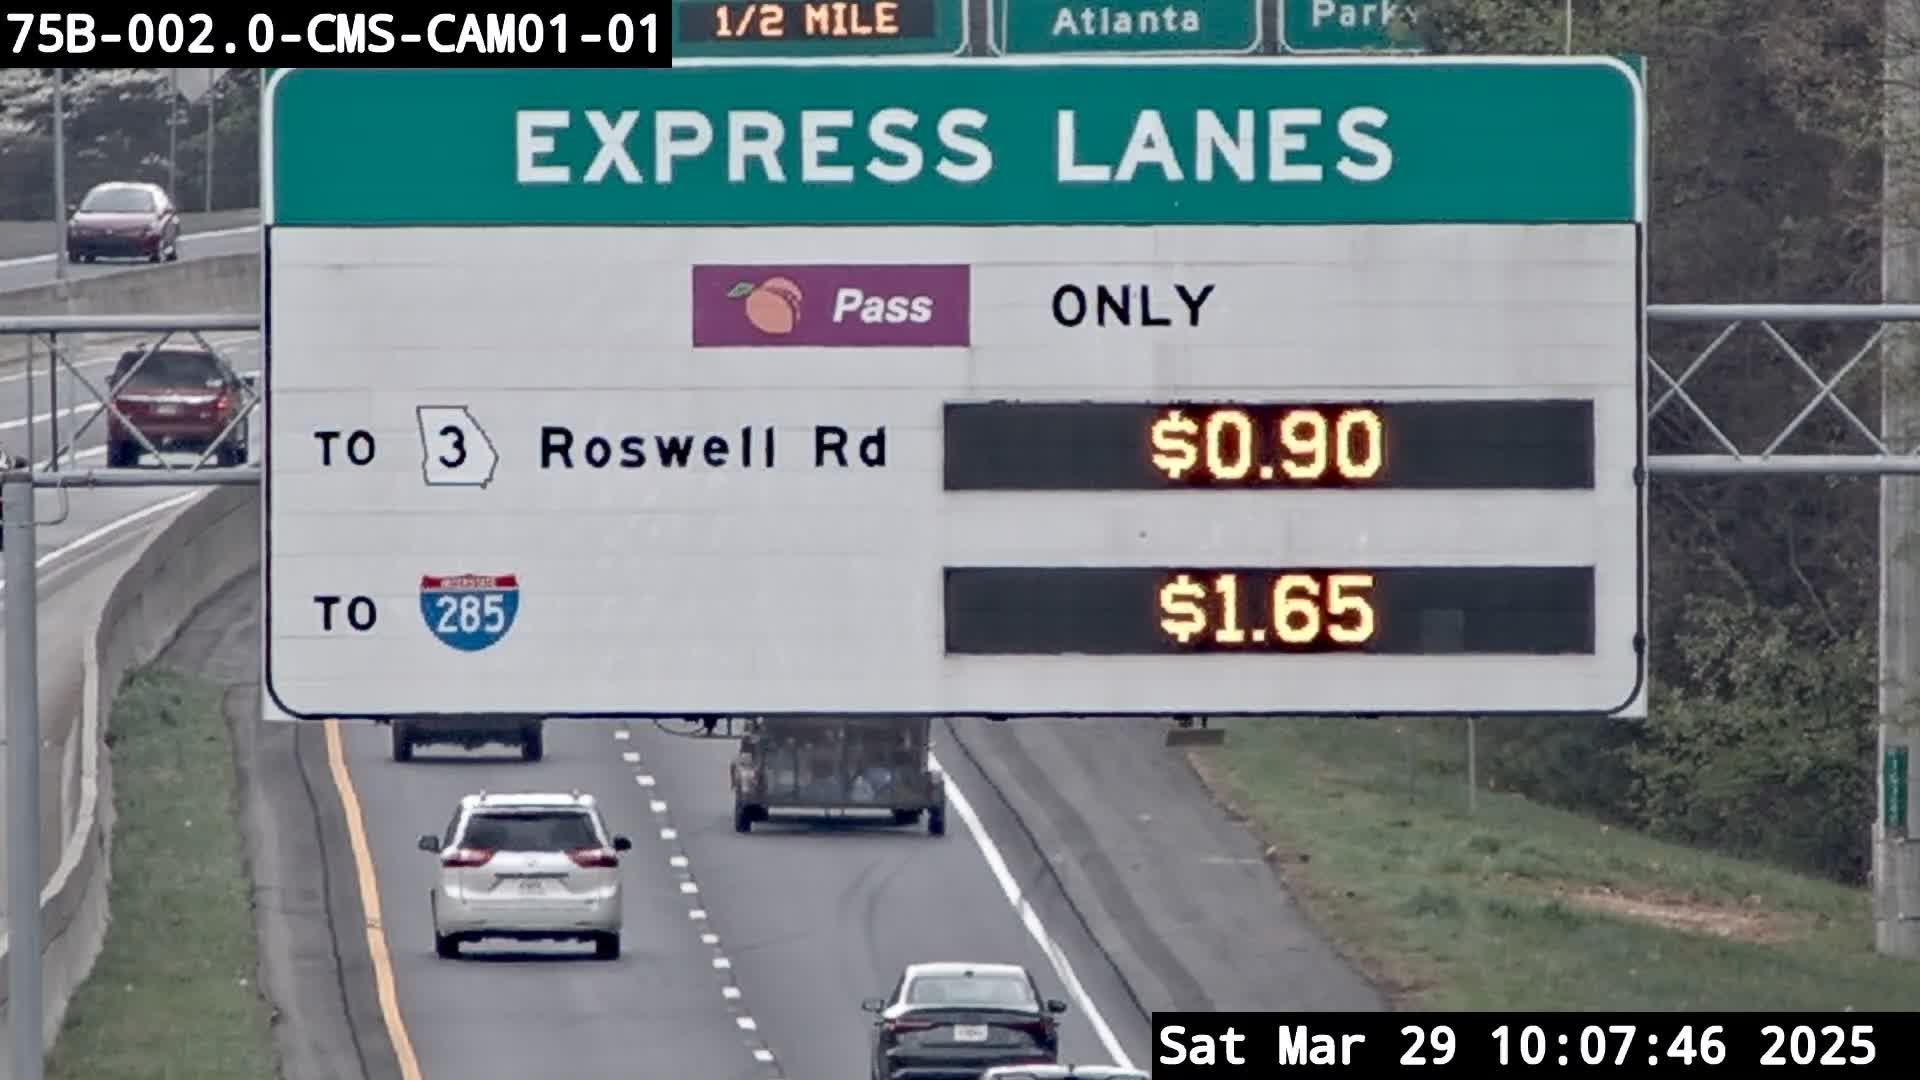 75B-002.0-CMS-CAM01-01
1/2 MILE
Atlanta
EXPRESS LANES
Pass ONLY
TO 3 Roswell Rd $0.90
TO INTERSTATE 285 $1.65
Sat Mar 29 10:07:46 2025